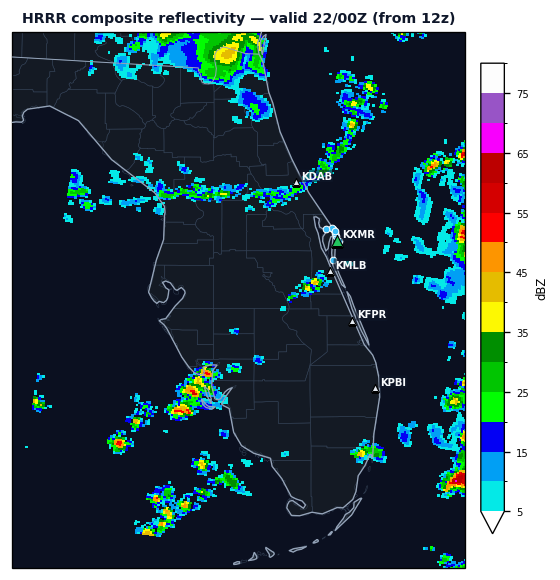 HRRR composite reflectivity — valid 22/00Z (from 12z)
KDAB
KXMR
KMLB
KFPR
KPBI
75
65
55
45
35
25
15
5
dBZ